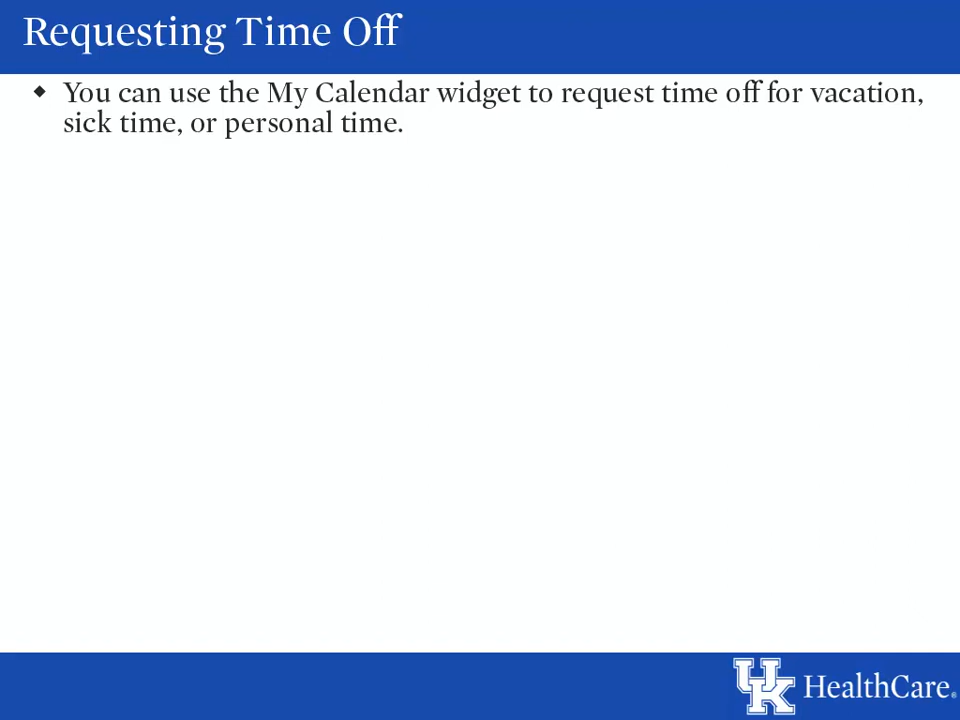 Requesting Time Off
◆ You can use the My Calendar widget to request time off for vacation,
sick time, or personal time.
UK HealthCare®